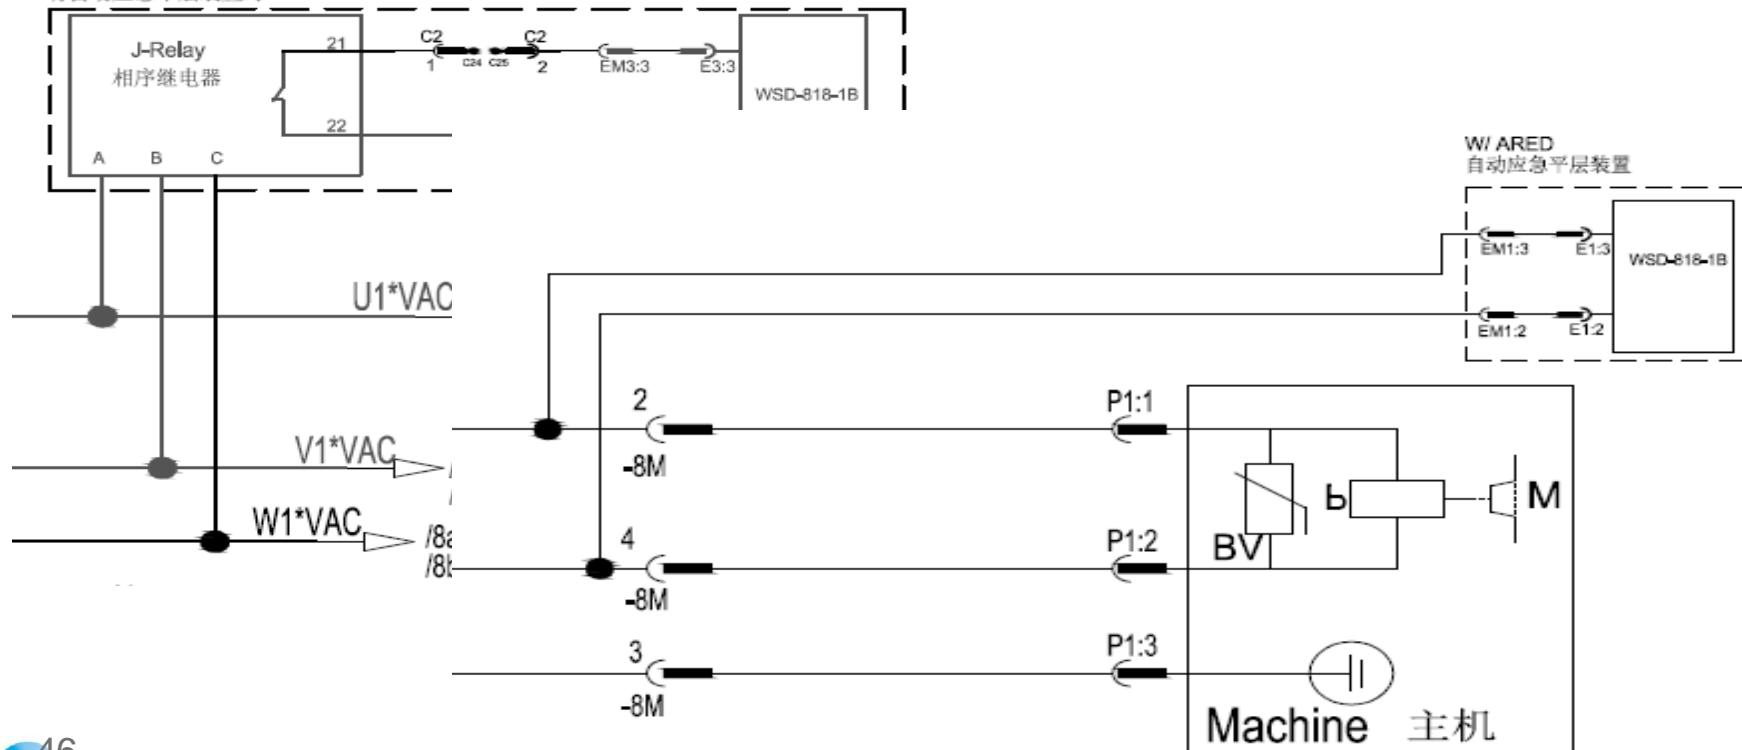 J-Relay
相序继电器
21
22
A B C
C2
1
C24 C25
C2
2
EM3:3
E3:3
WSD-818-1B
W/ ARED
自动应急平层装置
EM1:3
E1:3
WSD-818-1B
EM1:2
E1:2
U1*VAC
V1*VAC
W1*VAC
/8a
/8b
2
-8M
P1:1
4
-8M
P1:2
3
-8M
P1:3
BV
b
M
Machine 主机
46